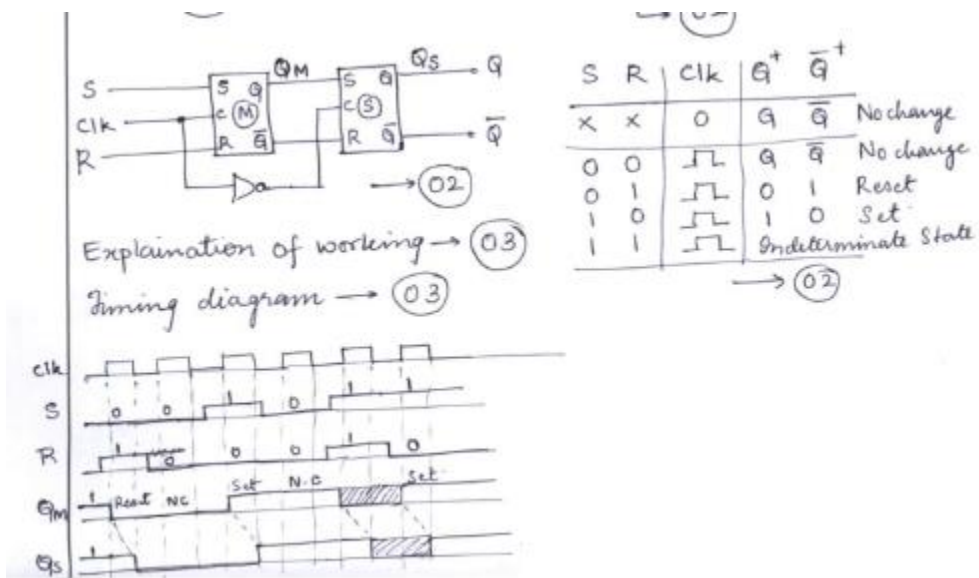 QM QS Q
S S Q S Q
Clk C M C S
R R Q̅ R Q̅ Q̅
→ 02
Explaination of working → 03
Timing diagram → 03
S R Clk Q⁺ Q̅⁺
× × 0 Q Q̅ No change
0 0 Q Q̅ No change
0 1 0 1 Reset
1 0 1 0 Set
1 1 Indeterminate State
→ 02
Clk
S 0 0 1 0 1 1
R 1 0 0 0 1 0
Qm 1 Reset NC Set N.C Set
Qs 1